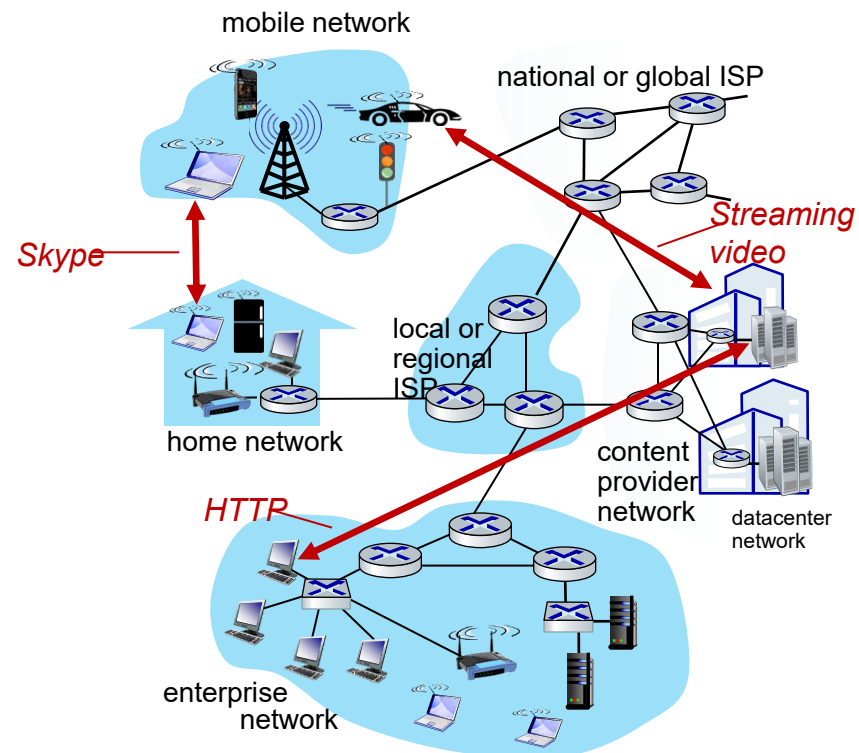 mobile network
national or global ISP
Streaming
video
Skype
local or
regional
ISP
home network
content
provider
network
datacenter
network
HTTP
enterprise
network